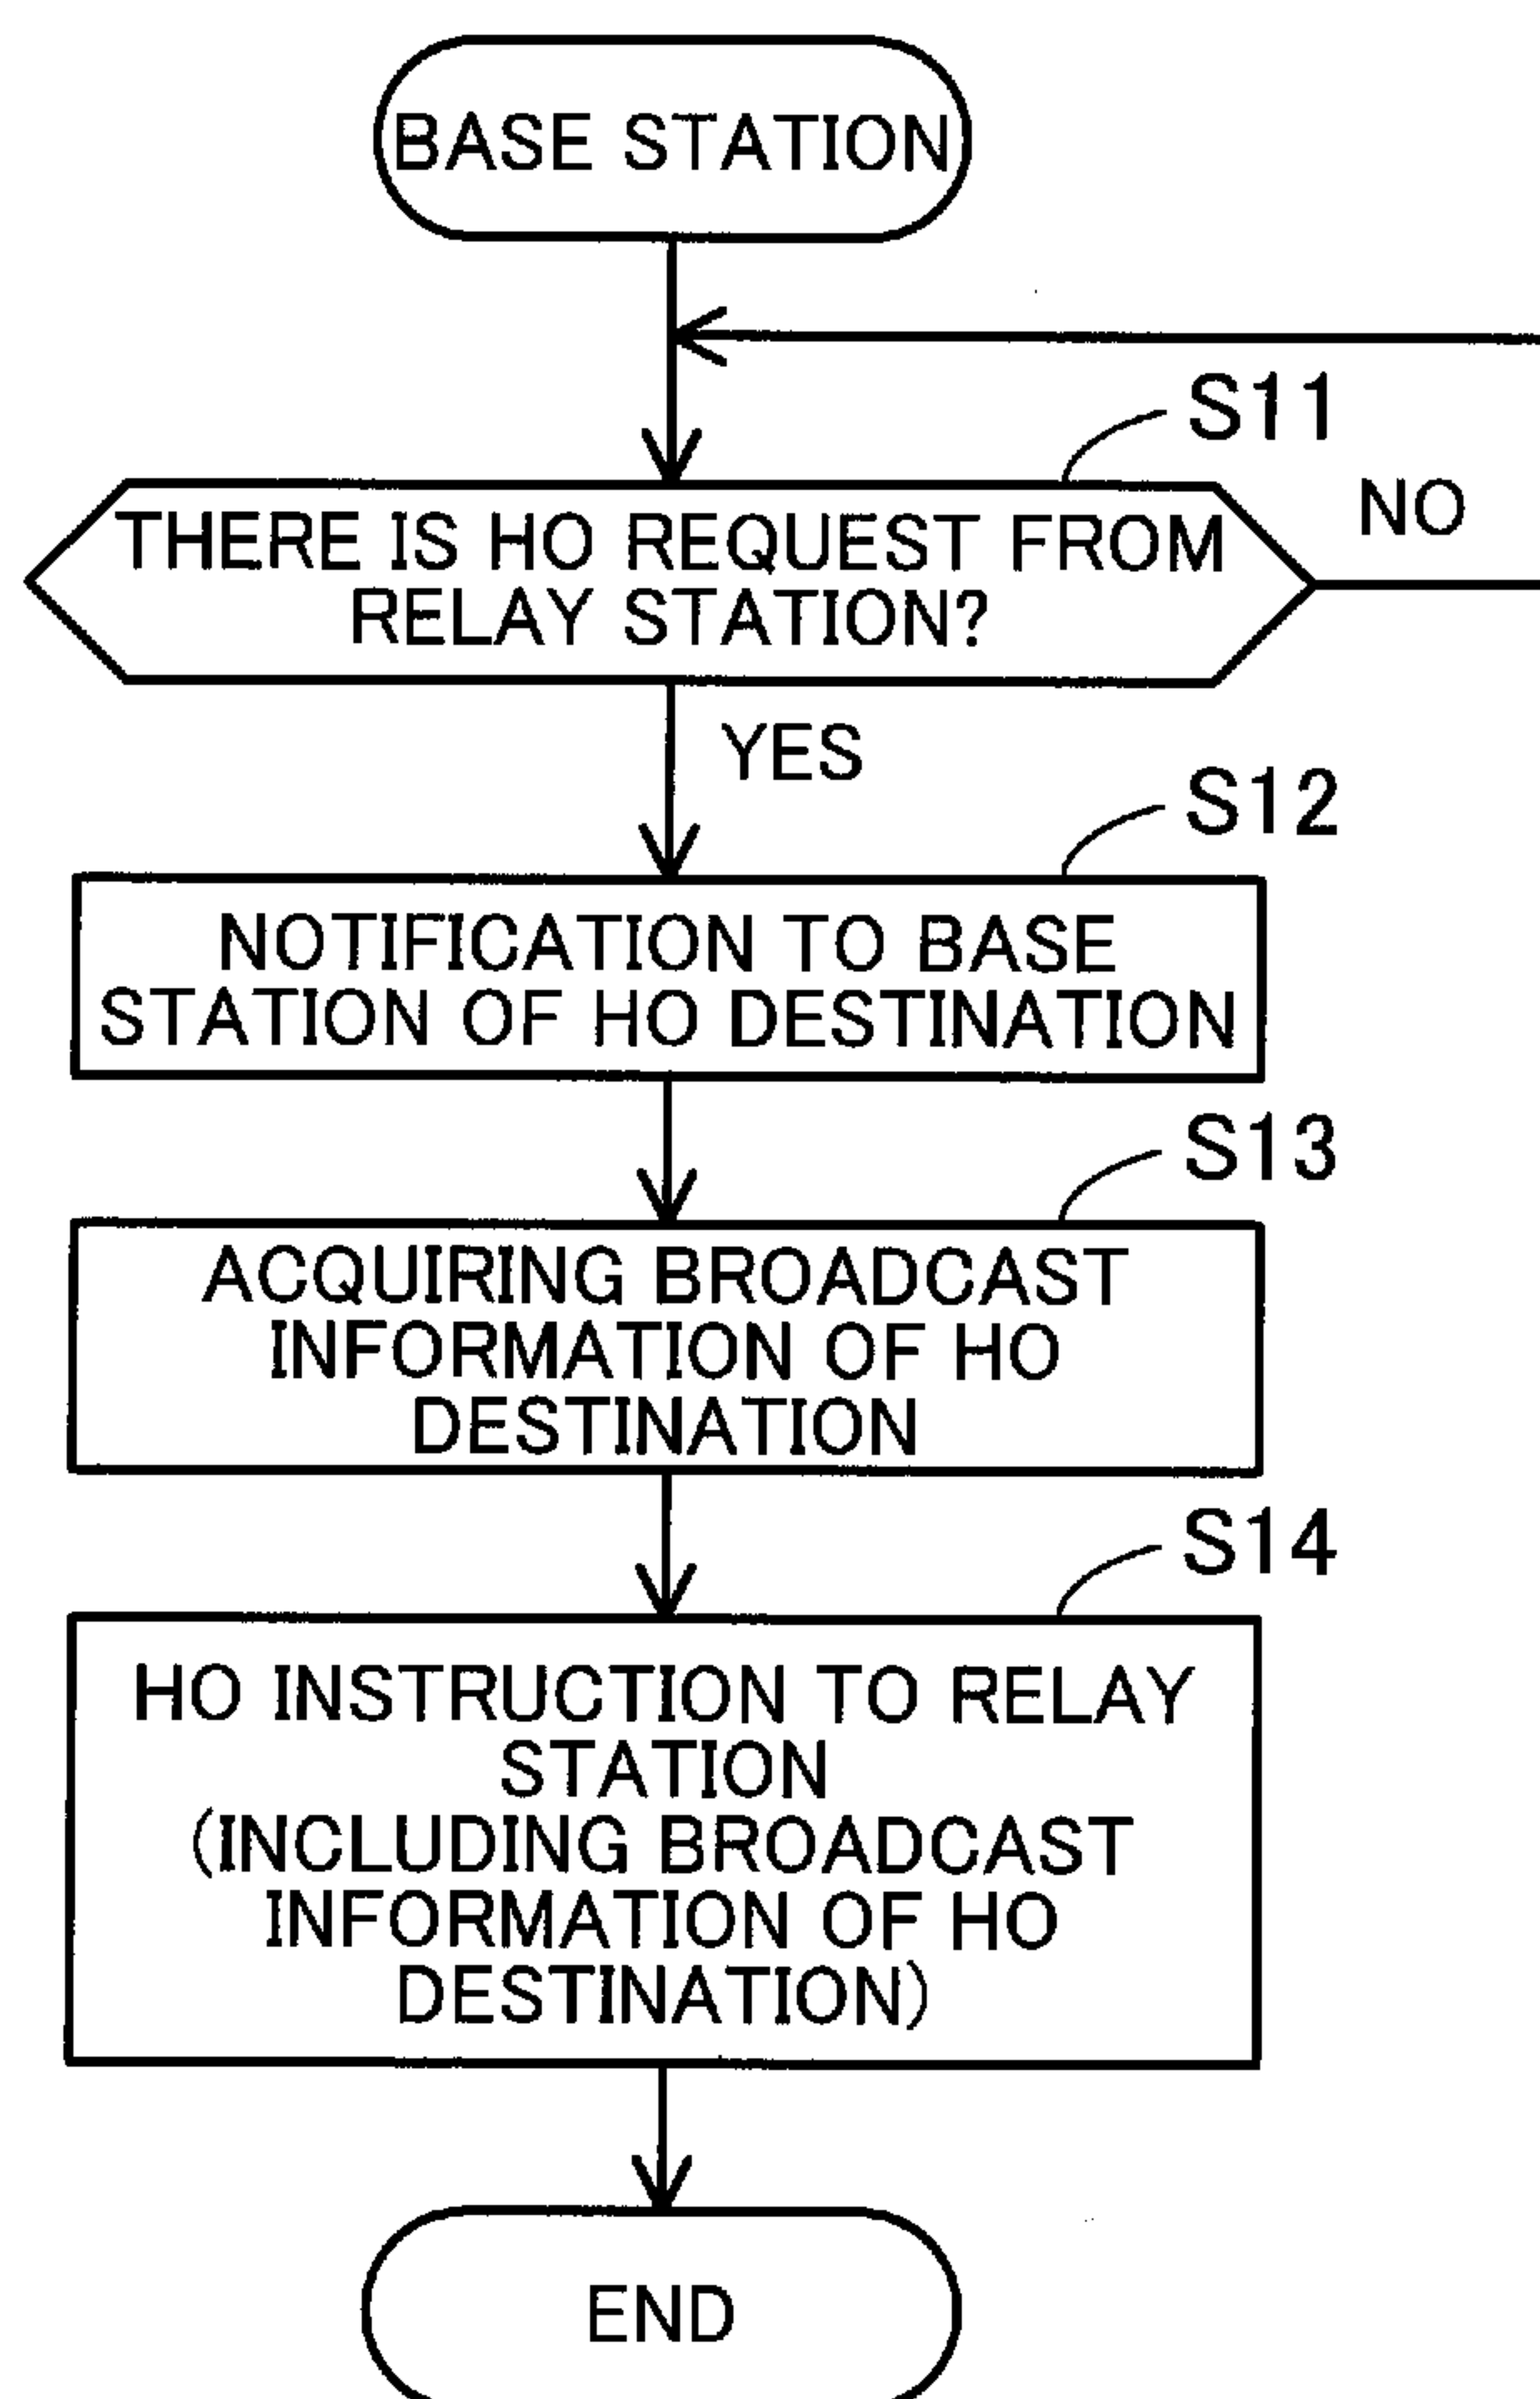 BASE STATION
S11
THERE IS HO REQUEST FROM
RELAY STATION?
NO
YES
S12
NOTIFICATION TO BASE
STATION OF HO DESTINATION
S13
ACQUIRING BROADCAST
INFORMATION OF HO
DESTINATION
S14
HO INSTRUCTION TO RELAY
STATION
(INCLUDING BROADCAST
INFORMATION OF HO
DESTINATION)
END